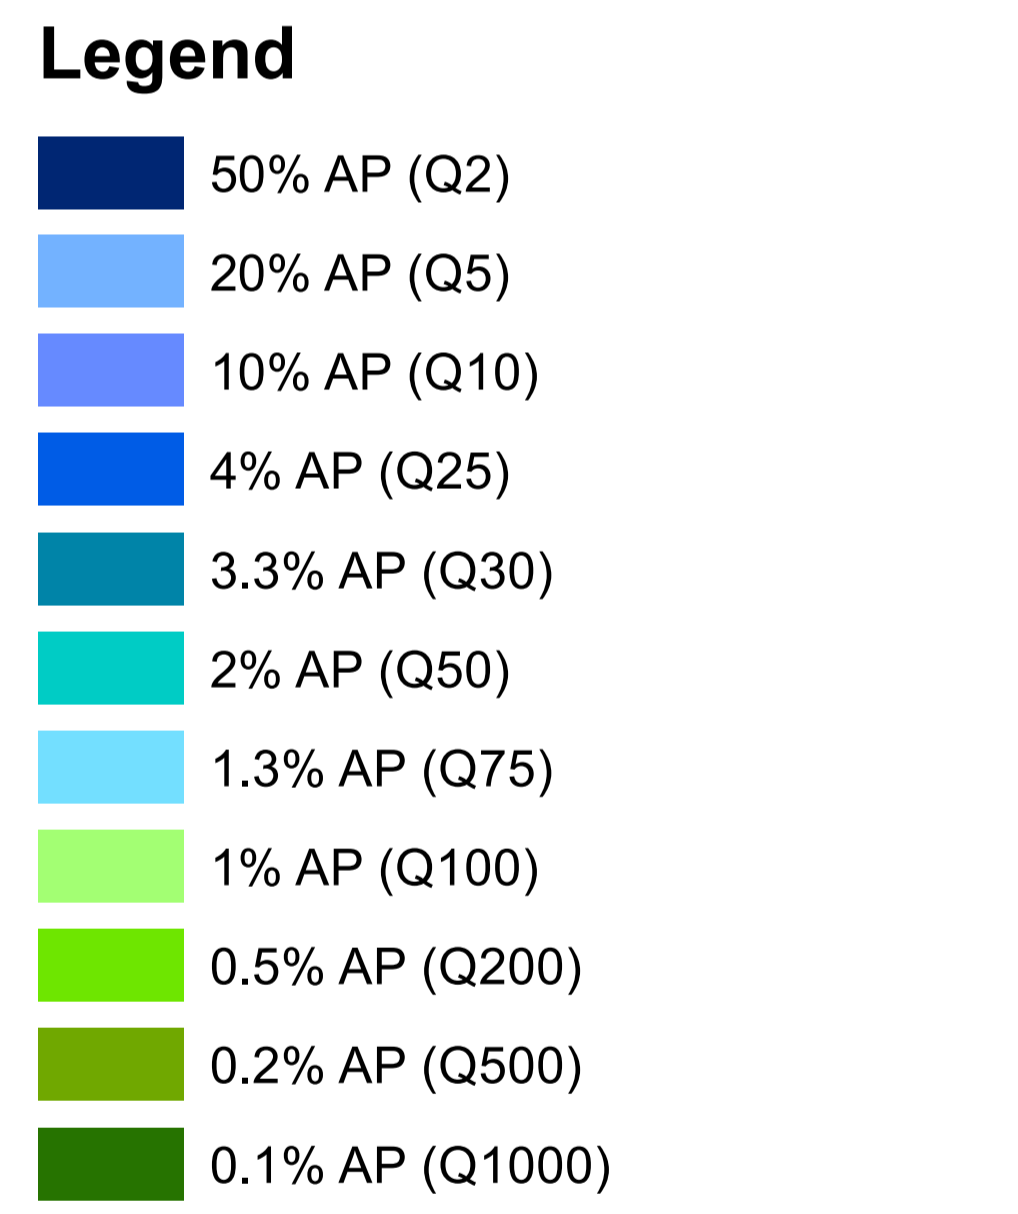 Legend
50% AP (Q2)
20% AP (Q5)
10% AP (Q10)
4% AP (Q25)
3.3% AP (Q30)
2% AP (Q50)
1.3% AP (Q75)
1% AP (Q100)
0.5% AP (Q200)
0.2% AP (Q500)
0.1% AP (Q1000)